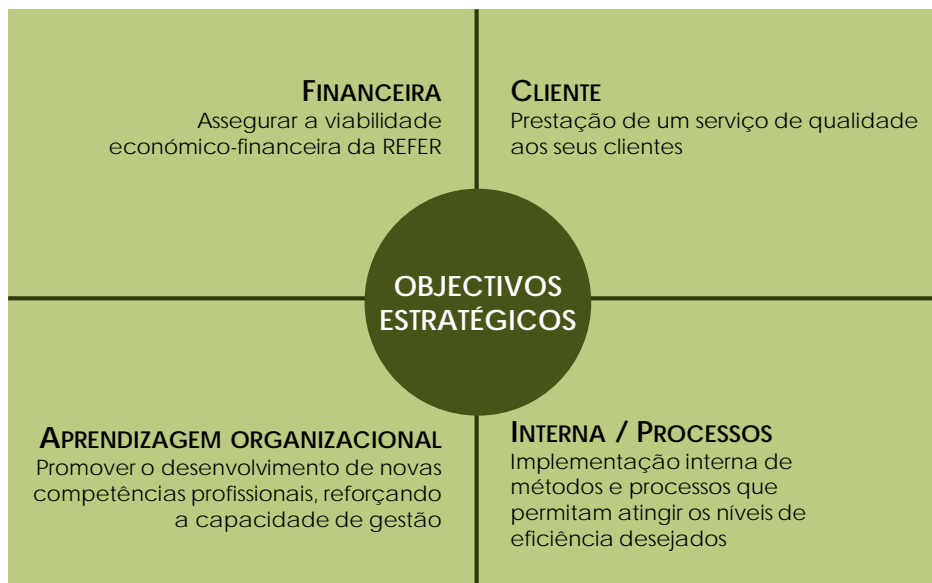 FINANCEIRA
Assegurar a viabilidade
económico-financeira da REFER
CLIENTE
Prestação de um serviço de qualidade
aos seus clientes
OBJECTIVOS
ESTRATÉGICOS
APRENDIZAGEM ORGANIZACIONAL
Promover o desenvolvimento de novas
competências profissionais, reforçando
a capacidade de gestão
INTERNA / PROCESSOS
Implementação interna de
métodos e processos que
permitam atingir os níveis de
eficiência desejados